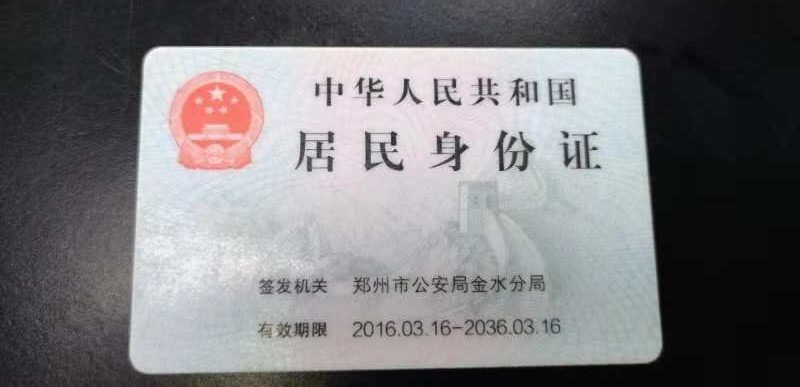 中华人民共和国
居民身份证
签发机关 郑州市公安局金水分局
有效期限 2016.03.16-2036.03.16